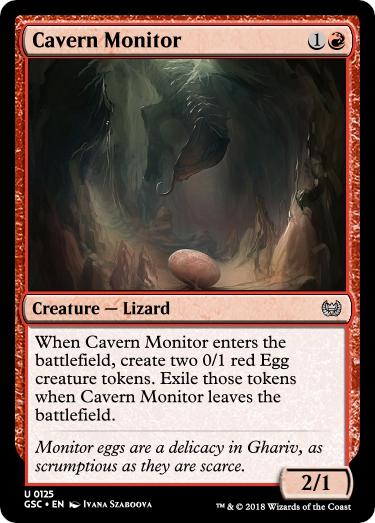 Cavern Monitor 1
Creature — Lizard
When Cavern Monitor enters the
battlefield, create two 0/1 red Egg
creature tokens. Exile those tokens
when Cavern Monitor leaves the
battlefield.
Monitor eggs are a delicacy in Ghariv, as
scrumptious as they are scarce.
2/1
U 0125
GSC • EN Ivana Szaboova
™ & © 2018 Wizards of the Coast